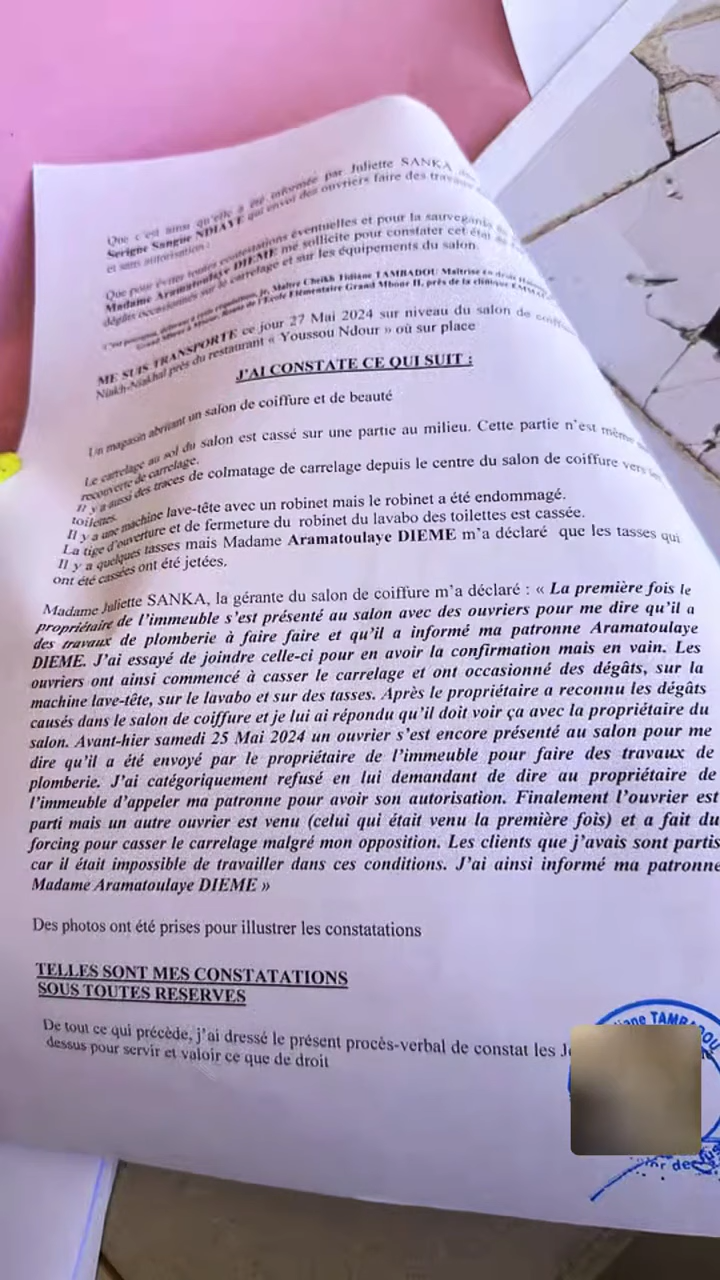 Que c'est ainsi qu'elle a été informée par Juliette SANKA
Serigne Sangue NDIAYE qui envoi des ouvriers faire des travaux
et sans autorisation ;
Que pour éviter toutes contestations éventuelles et pour la sauvegarde
Madame Aramatoulaye DIEME me sollicite pour constater cet état
dégâts occasionnés sur le carrelage et sur les équipements du salon.
Maître Cheikh Tidiane TAMBADOU Maîtrise en droit
de l'Ecole Elémentaire Grand Mbour II, près de la clinique
ME SUIS TRANSPORTE ce jour 27 Mai 2024 sur niveau du salon de
Niakh-Niakhal près du restaurant « Youssou Ndour » où sur place
J'AI CONSTATE CE QUI SUIT :
Un magasin abritant un salon de coiffure et de beauté
Le carrelage au sol du salon est cassé sur une partie au milieu. Cette partie n'est même
recouverte de carrelage.
Il y a aussi des traces de colmatage de carrelage depuis le centre du salon de coiffure vers les
toilettes.
Il y a une machine lave-tête avec un robinet mais le robinet a été endommagé.
La tige d'ouverture et de fermeture du robinet du lavabo des toilettes est cassée.
Il y a quelques tasses mais Madame Aramatoulaye DIEME m'a déclaré que les tasses qui
ont été cassées ont été jetées.
Madame Juliette SANKA, la gérante du salon de coiffure m'a déclaré : « La première fois le
propriétaire de l'immeuble s'est présenté au salon avec des ouvriers pour me dire qu'il a
des travaux de plomberie à faire faire et qu'il a informé ma patronne Aramatoulaye
DIEME. J'ai essayé de joindre celle-ci pour en avoir la confirmation mais en vain. Les
ouvriers ont ainsi commencé à casser le carrelage et ont occasionné des dégâts, sur la
machine lave-tête, sur le lavabo et sur des tasses. Après le propriétaire a reconnu les dégâts
causés dans le salon de coiffure et je lui ai répondu qu'il doit voir ça avec la propriétaire du
salon. Avant-hier samedi 25 Mai 2024 un ouvrier s'est encore présenté au salon pour me
dire qu'il a été envoyé par le propriétaire de l'immeuble pour faire des travaux de
plomberie. J'ai catégoriquement refusé en lui demandant de dire au propriétaire de
l'immeuble d'appeler ma patronne pour avoir son autorisation. Finalement l'ouvrier est
parti mais un autre ouvrier est venu (celui qui était venu la première fois) et a fait du
forcing pour casser le carrelage malgré mon opposition. Les clients que j'avais sont partis
car il était impossible de travailler dans ces conditions. J'ai ainsi informé ma patronne
Madame Aramatoulaye DIEME »
Des photos ont été prises pour illustrer les constatations
TELLES SONT MES CONSTATATIONS
SOUS TOUTES RESERVES
De tout ce qui précède, j'ai dressé le présent procès-verbal de constat les
dessus pour servir et valoir ce que de droit
TAMBADOU